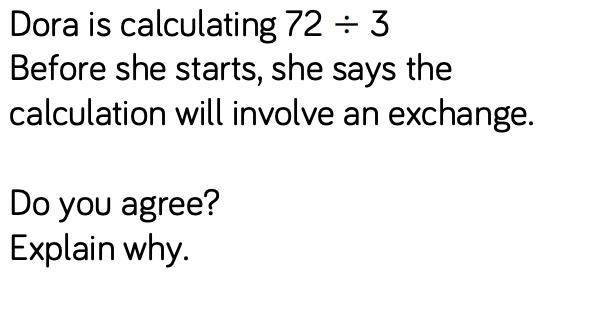 Dora is calculating 72 ÷ 3
Before she starts, she says the
calculation will involve an exchange.
Do you agree?
Explain why.